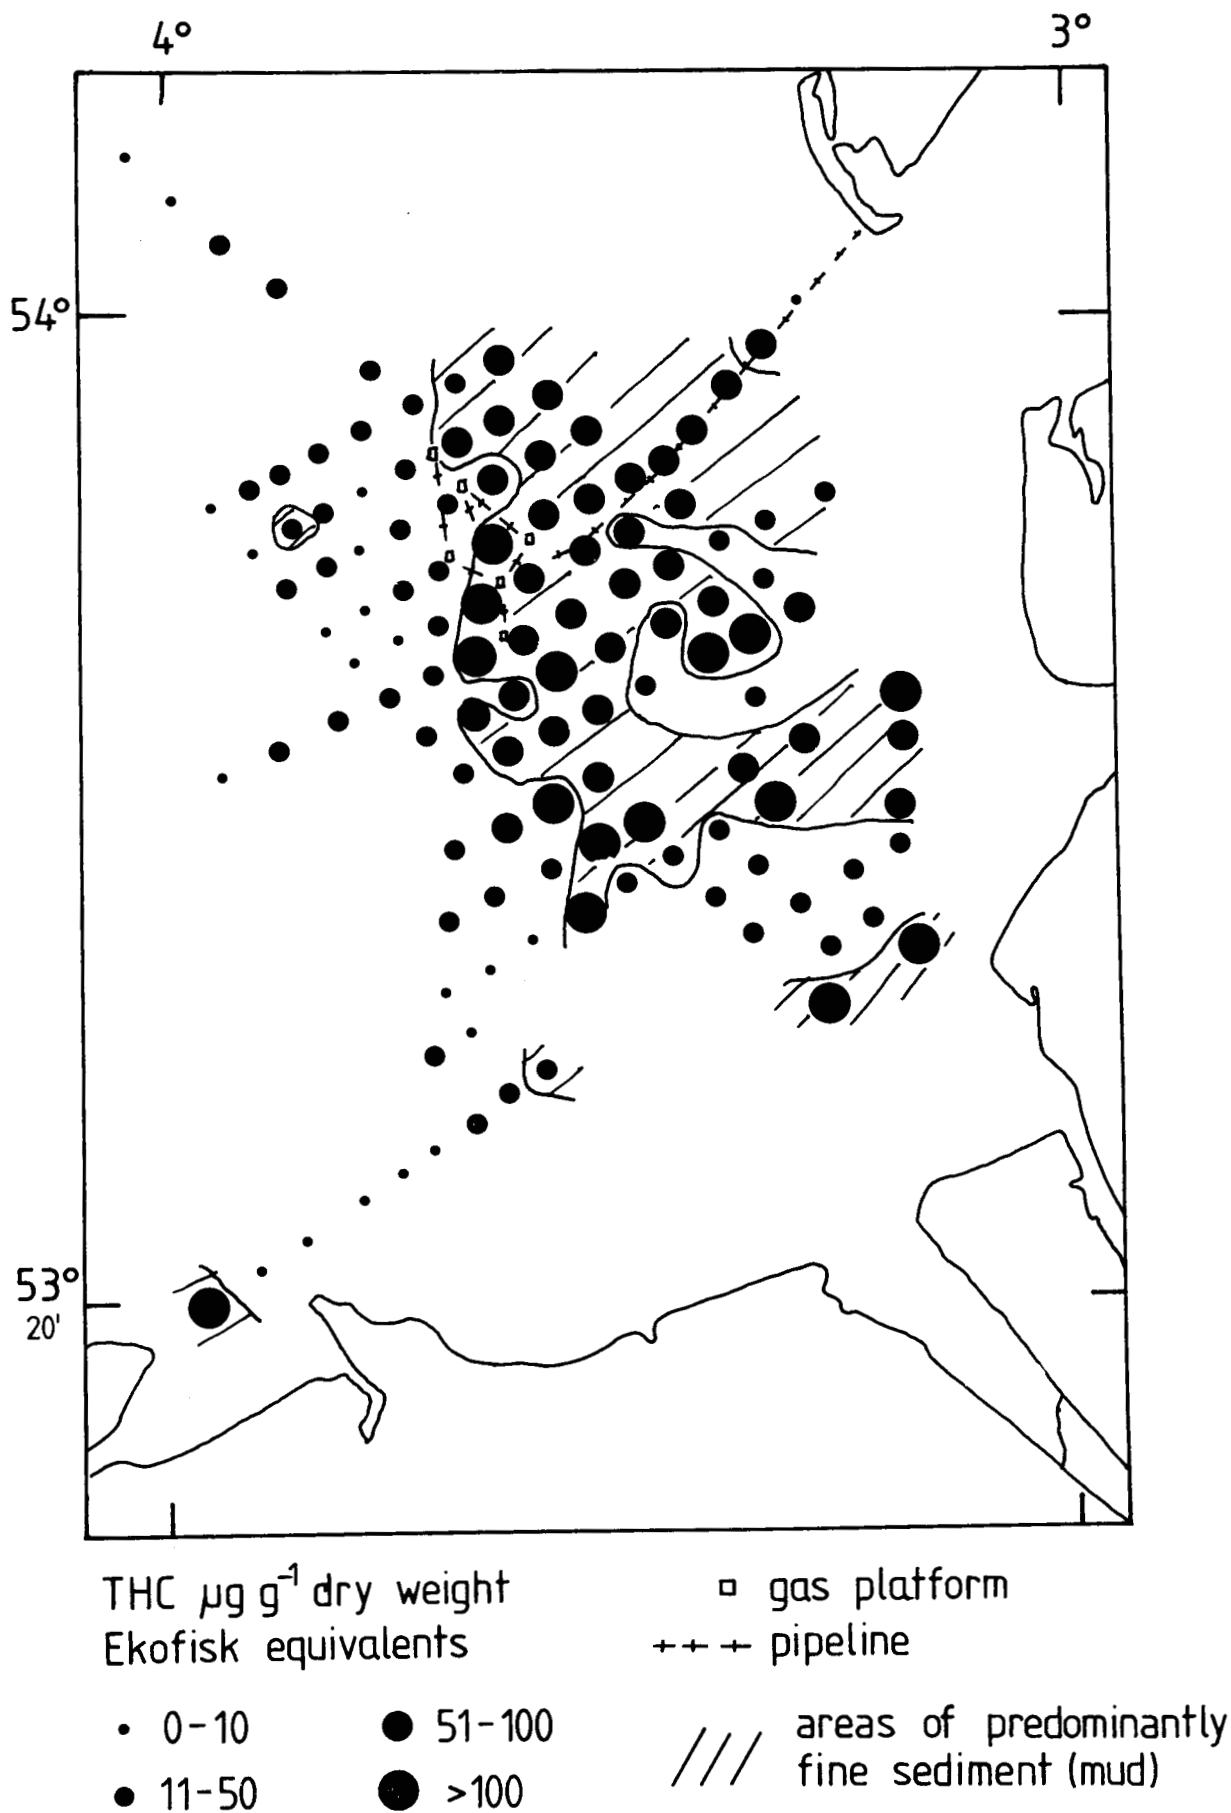 4° 3°
54°
53°
20'
THC µg g⁻¹ dry weight
Ekofisk equivalents
gas platform
pipeline
0-10
11-50
51-100
>100
areas of predominantly
fine sediment (mud)